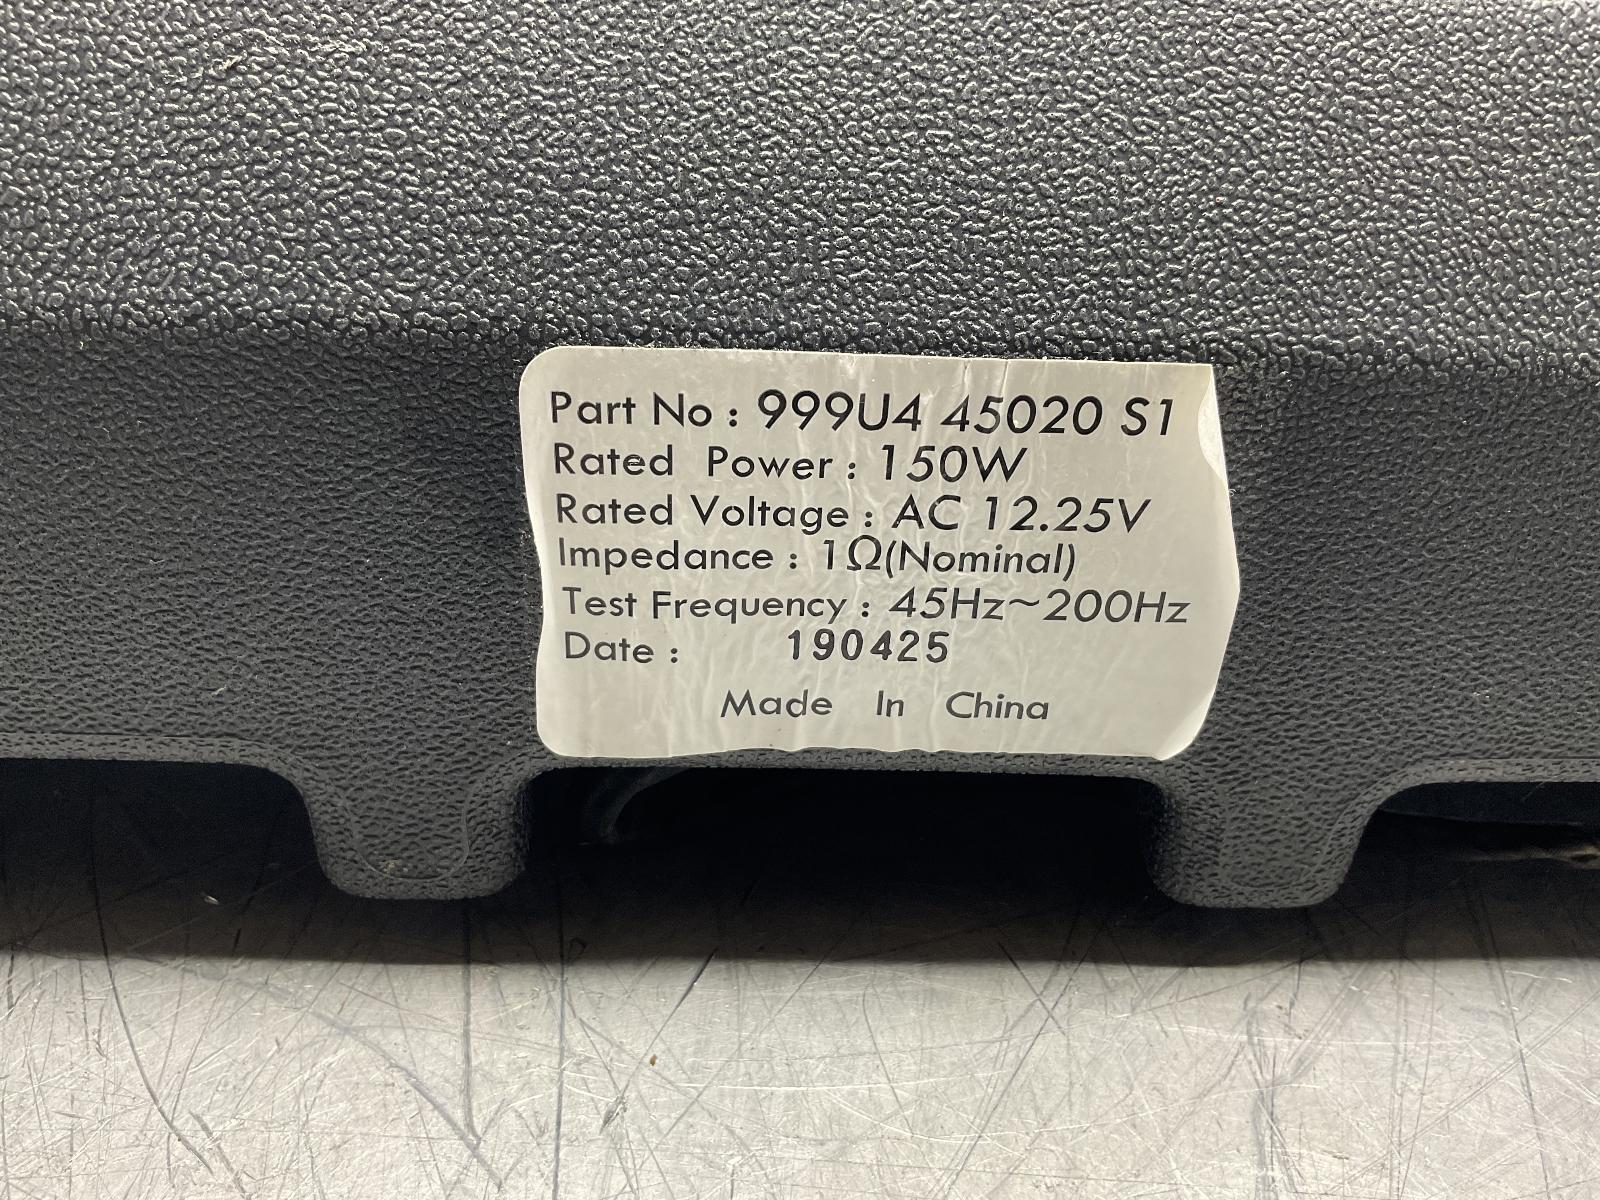 Part No : 999U4 45020 S1
Rated Power : 150W
Rated Voltage : AC 12.25V
Impedance : 1Ω(Nominal)
Test Frequency : 45Hz~200Hz
Date : 190425
Made In China